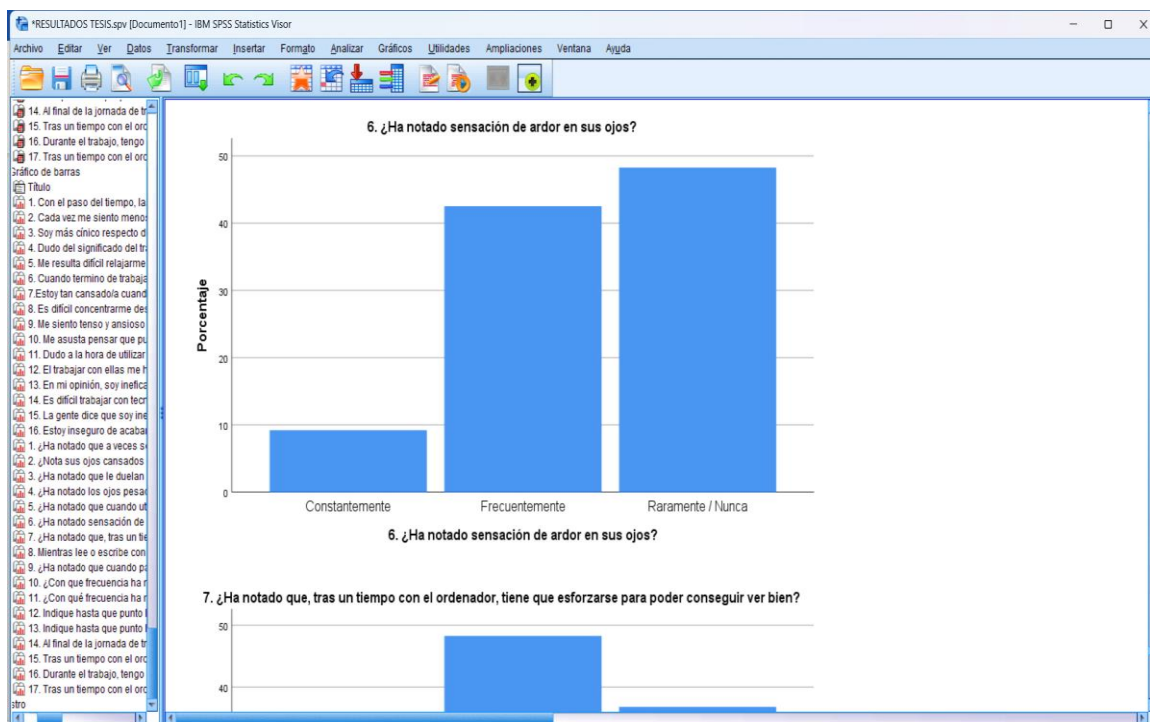 *RESULTADOS TESIS.spv [Documento1] - IBM SPSS Statistics Visor
Archivo Editar Ver Datos Transformar Insertar Formato Analizar Gráficos Utilidades Ampliaciones Ventana Ayuda
14. Al final de la jornada de tr
15. Tras un tiempo con el ord
16. Durante el trabajo, tengo
17. Tras un tiempo con el ord
Gráfico de barras
Título
1. Con el paso del tiempo, la
2. Cada vez me siento menos
3. Soy más cínico respecto d
4. Dudo del significado del tra
5. Me resulta difícil relajarme
6. Cuando termino de trabaja
7.Estoy tan cansado/a cuand
8. Es difícil concentrarme des
9. Me siento tenso y ansioso
10. Me asusta pensar que pu
11. Dudo a la hora de utilizar
12. El trabajar con ellas me h
13. En mi opinión, soy inefica
14. Es difícil trabajar con tecn
15. La gente dice que soy ine
16. Estoy inseguro de acabar
1. ¿Ha notado que a veces s
2. ¿Nota sus ojos cansados
3. ¿Ha notado que le duelan
4. ¿Ha notado los ojos pesad
5. ¿Ha notado que cuando ut
6. ¿Ha notado sensación de
7. ¿Ha notado que, tras un tie
8. Mientras lee o escribe con
9. ¿Ha notado que cuando pa
10. ¿Con que frecuencia ha n
11. ¿Con qué frecuencia ha n
12. Indique hasta que punto l
13. Indique hasta que punto l
14. Al final de la jornada de tr
15. Tras un tiempo con el ord
16. Durante el trabajo, tengo
17. Tras un tiempo con el ord
stro
6. ¿Ha notado sensación de ardor en sus ojos?
Porcentaje
50
40
30
20
10
0
Constantemente Frecuentemente Raramente / Nunca
6. ¿Ha notado sensación de ardor en sus ojos?
7. ¿Ha notado que, tras un tiempo con el ordenador, tiene que esforzarse para poder conseguir ver bien?
50
40